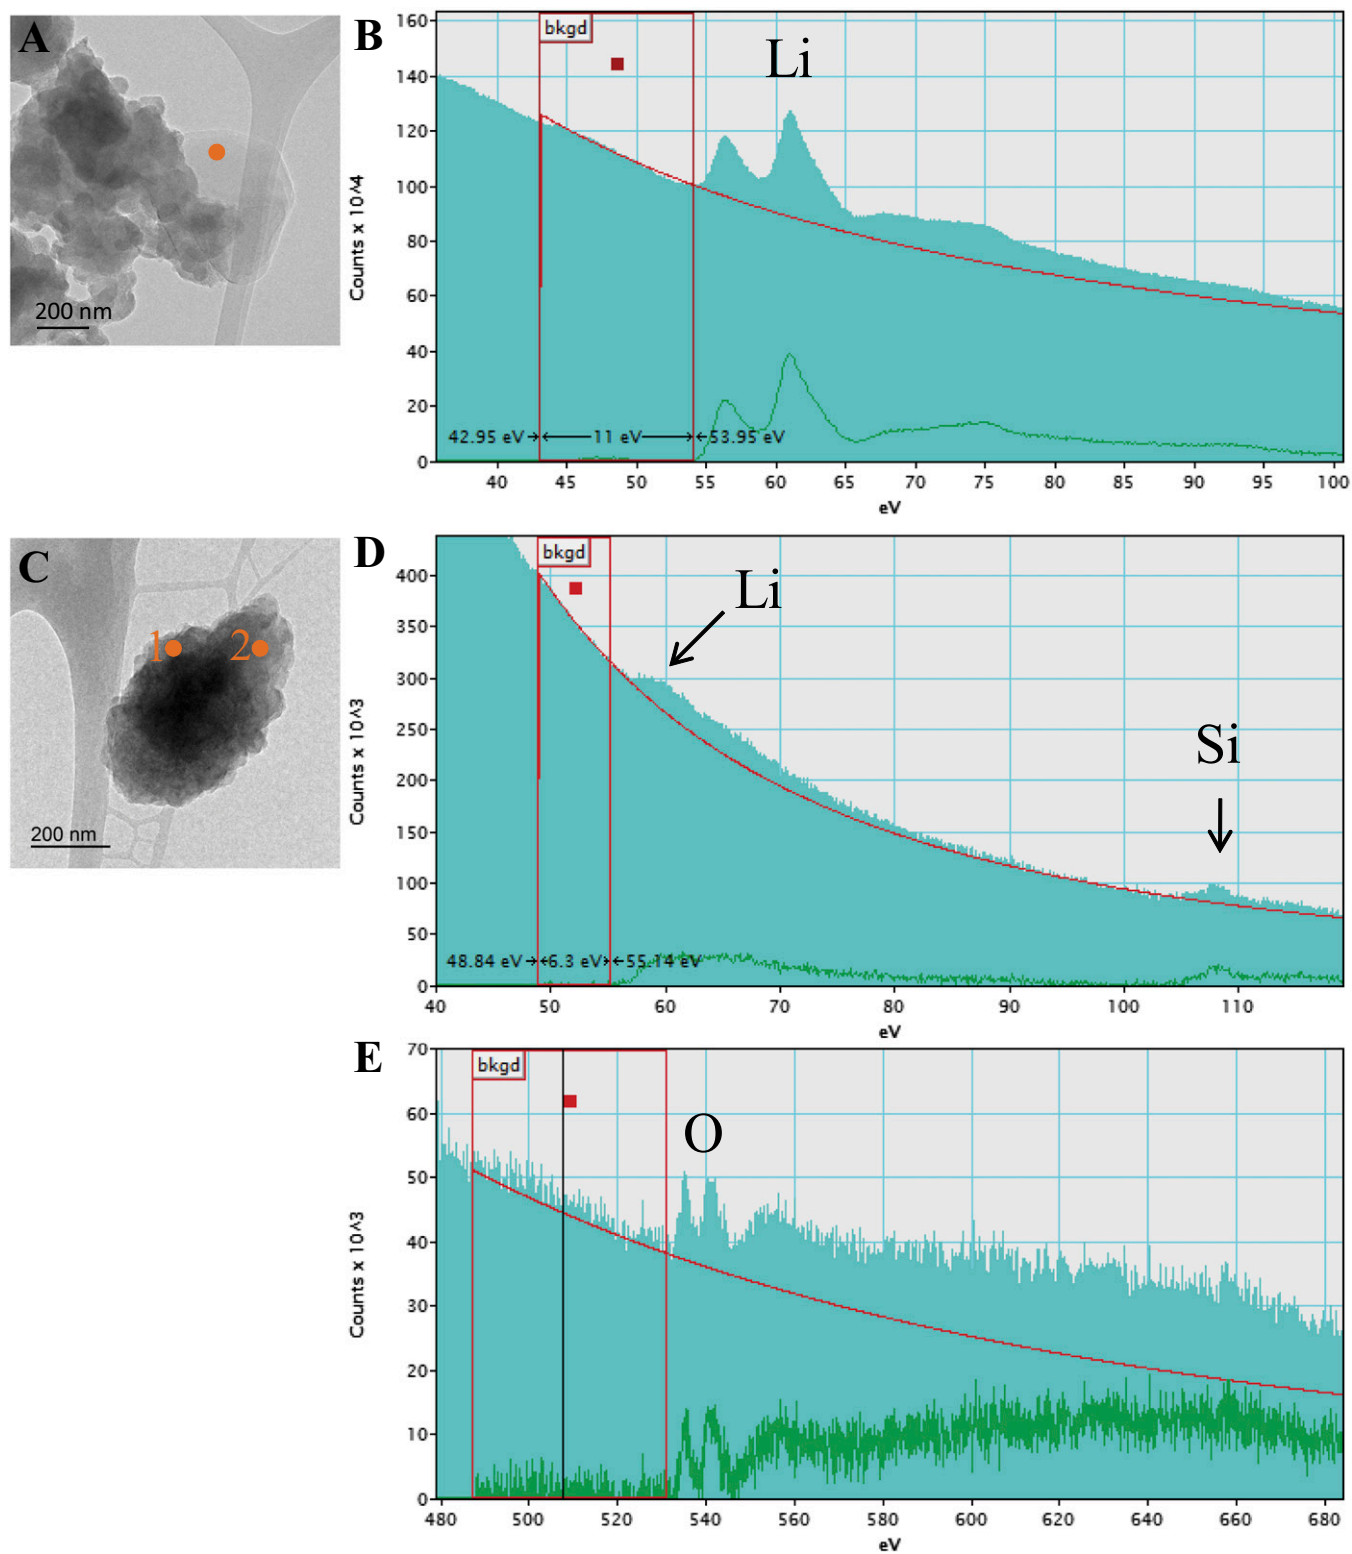 A
200 nm
B
bkgd
Li
160
140
120
100
80
60
40
20
0
Counts x 10^4
42.95 eV
11 eV
53.95 eV
40 45 50 55 60 65 70 75 80 85 90 95 100
eV
C
1
2
200 nm
D
bkgd
Li
Si
400
350
300
250
200
150
100
50
0
Counts x 10^3
48.84 eV
6.3 eV
55.14 eV
40 50 60 70 80 90 100 110
eV
E
bkgd
O
70
60
50
40
30
20
10
0
Counts x 10^3
480 500 520 540 560 580 600 620 640 660 680
eV